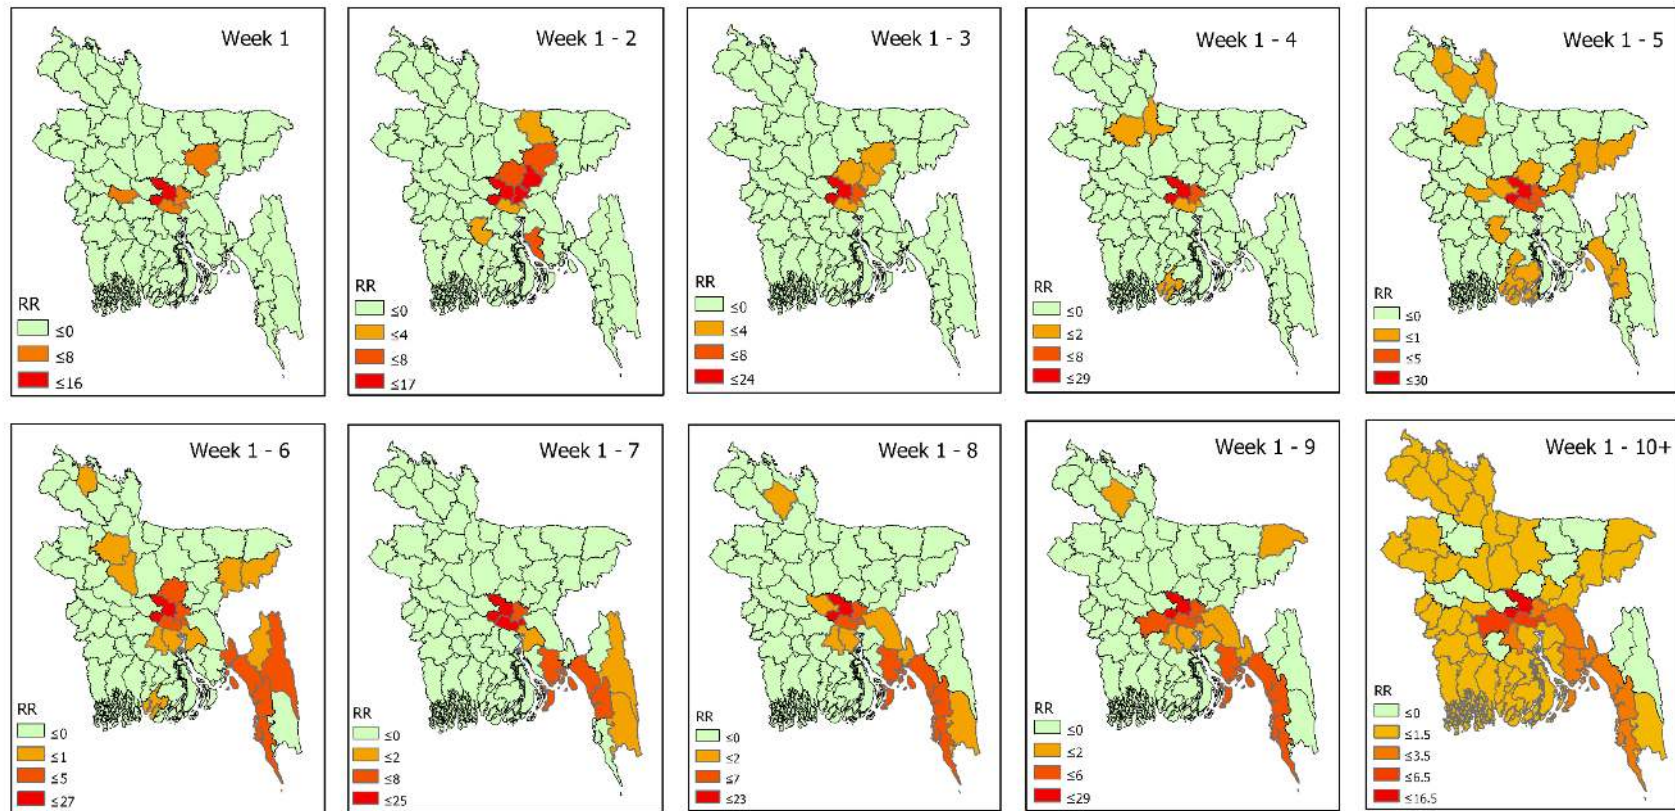 Week 1
RR
≤0
≤8
≤16
Week 1 - 2
RR
≤0
≤4
≤8
≤17
Week 1 - 3
RR
≤0
≤4
≤8
≤24
Week 1 - 4
RR
≤0
≤2
≤8
≤29
Week 1 - 5
RR
≤0
≤1
≤5
≤30
Week 1 - 6
RR
≤0
≤1
≤5
≤27
Week 1 - 7
RR
≤0
≤2
≤8
≤25
Week 1 - 8
RR
≤0
≤2
≤7
≤23
Week 1 - 9
RR
≤0
≤2
≤6
≤29
Week 1 - 10+
RR
≤0
≤1.5
≤3.5
≤6.5
≤16.5